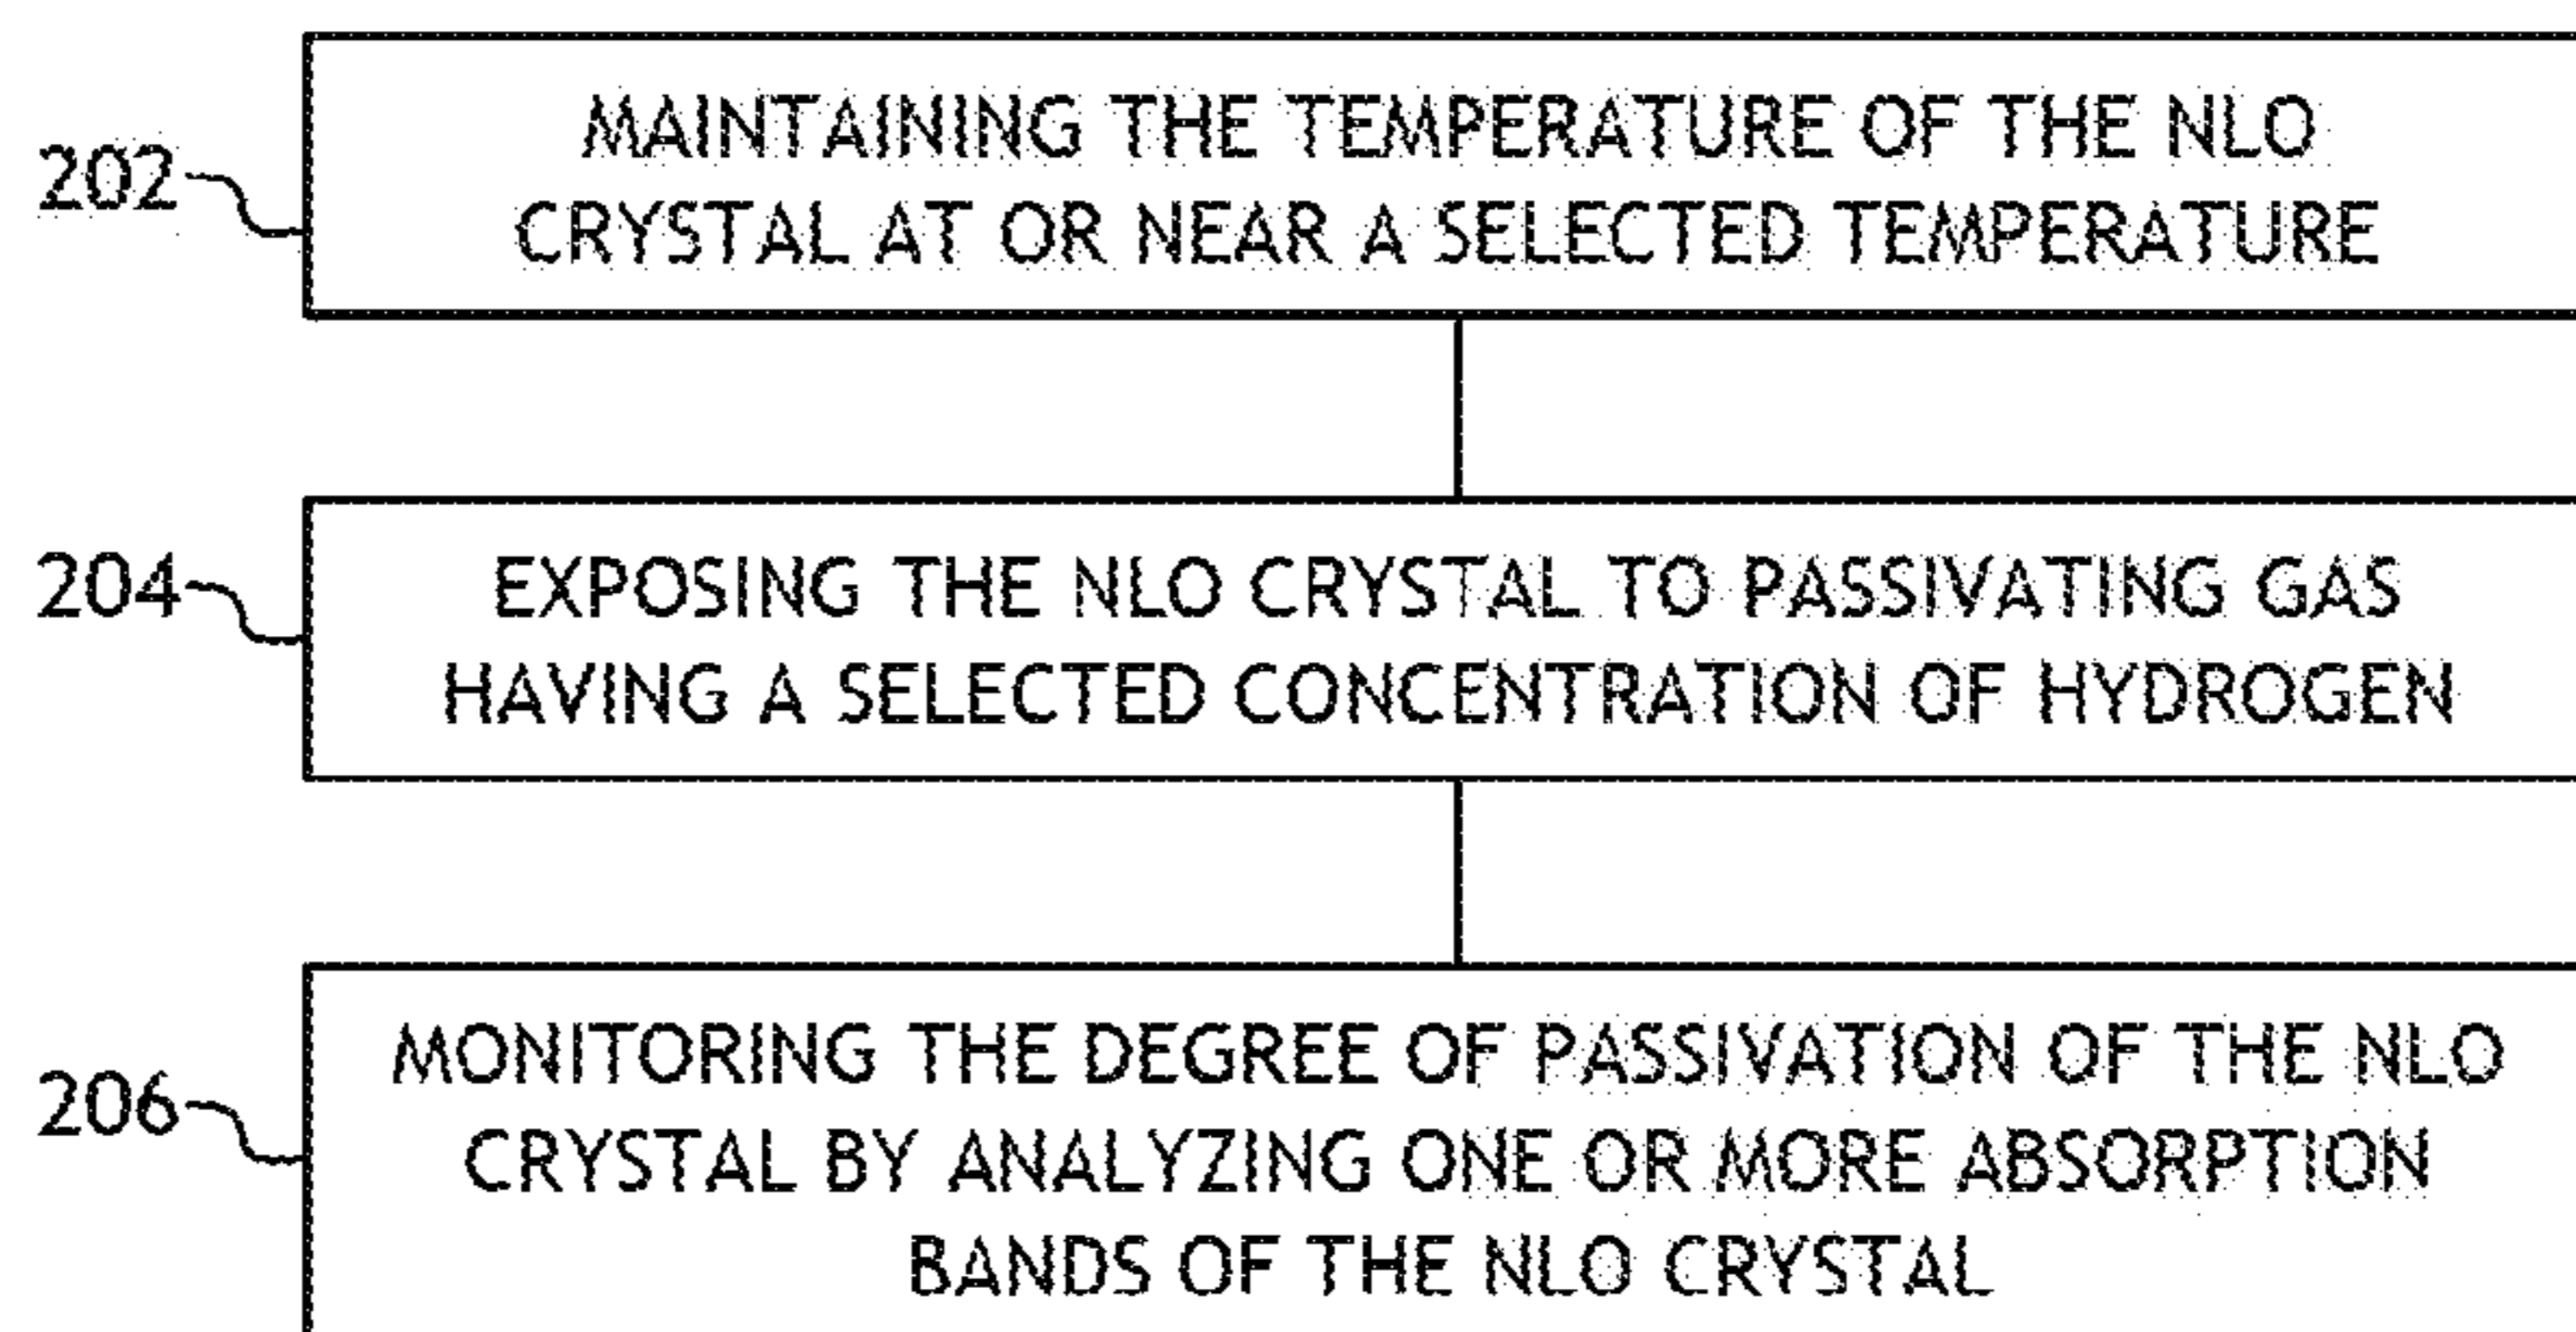 202
MAINTAINING THE TEMPERATURE OF THE NLO
CRYSTAL AT OR NEAR A SELECTED TEMPERATURE
204
EXPOSING THE NLO CRYSTAL TO PASSIVATING GAS
HAVING A SELECTED CONCENTRATION OF HYDROGEN
206
MONITORING THE DEGREE OF PASSIVATION OF THE NLO
CRYSTAL BY ANALYZING ONE OR MORE ABSORPTION
BANDS OF THE NLO CRYSTAL